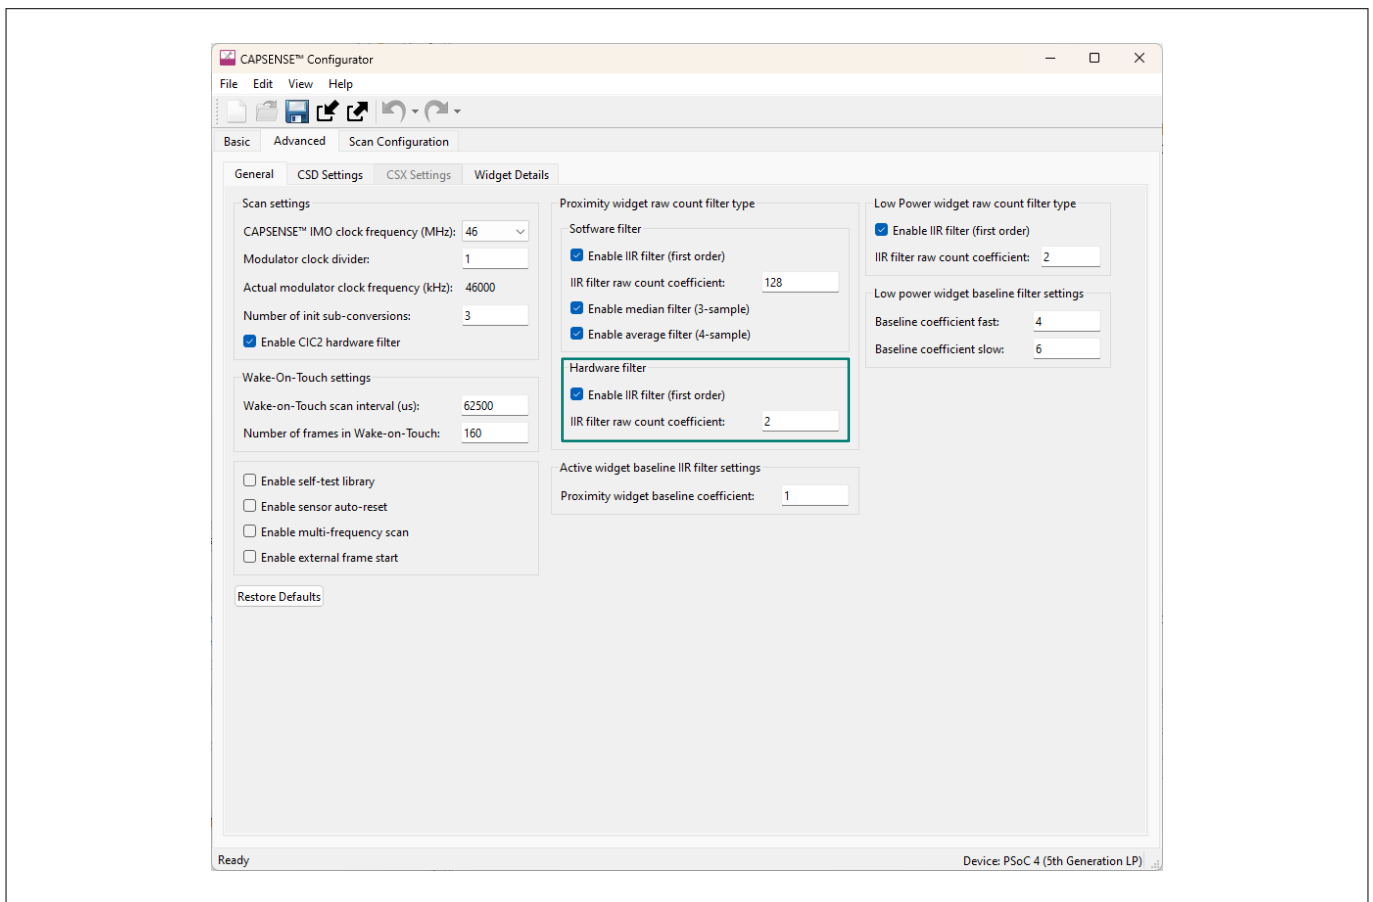 CAPSENSE™ Configurator
File Edit View Help
Basic Advanced Scan Configuration
General CSD Settings CSX Settings Widget Details
Scan settings
CAPSENSE™ IMO clock frequency (MHz): 46
Modulator clock divider: 1
Actual modulator clock frequency (kHz): 46000
Number of init sub-conversions: 3
Enable CIC2 hardware filter
Wake-On-Touch settings
Wake-on-Touch scan interval (us): 62500
Number of frames in Wake-on-Touch: 160
Enable self-test library
Enable sensor auto-reset
Enable multi-frequency scan
Enable external frame start
Restore Defaults
Proximity widget raw count filter type
Sotfware filter
Enable IIR filter (first order)
IIR filter raw count coefficient: 128
Enable median filter (3-sample)
Enable average filter (4-sample)
Hardware filter
Enable IIR filter (first order)
IIR filter raw count coefficient: 2
Active widget baseline IIR filter settings
Proximity widget baseline coefficient: 1
Low Power widget raw count filter type
Enable IIR filter (first order)
IIR filter raw count coefficient: 2
Low power widget baseline filter settings
Baseline coefficient fast: 4
Baseline coefficient slow: 6
Ready
Device: PSoC 4 (5th Generation LP)